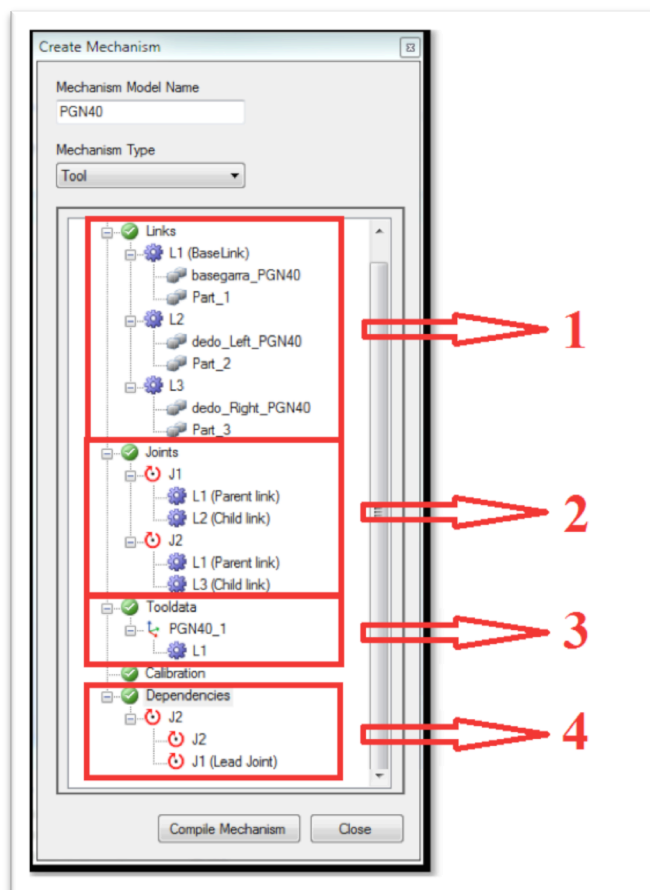 Create Mechanism
Mechanism Model Name
PGN40
Mechanism Type
Tool
Links
L1 (BaseLink)
basegarra_PGN40
Part_1
L2
dedo_Left_PGN40
Part_2
L3
dedo_Right_PGN40
Part_3
1
Joints
J1
L1 (Parent link)
L2 (Child link)
J2
L1 (Parent link)
L3 (Child link)
2
Tooldata
PGN40_1
L1
3
Calibration
Dependencies
J2
J2
J1 (Lead Joint)
4
Compile Mechanism Close